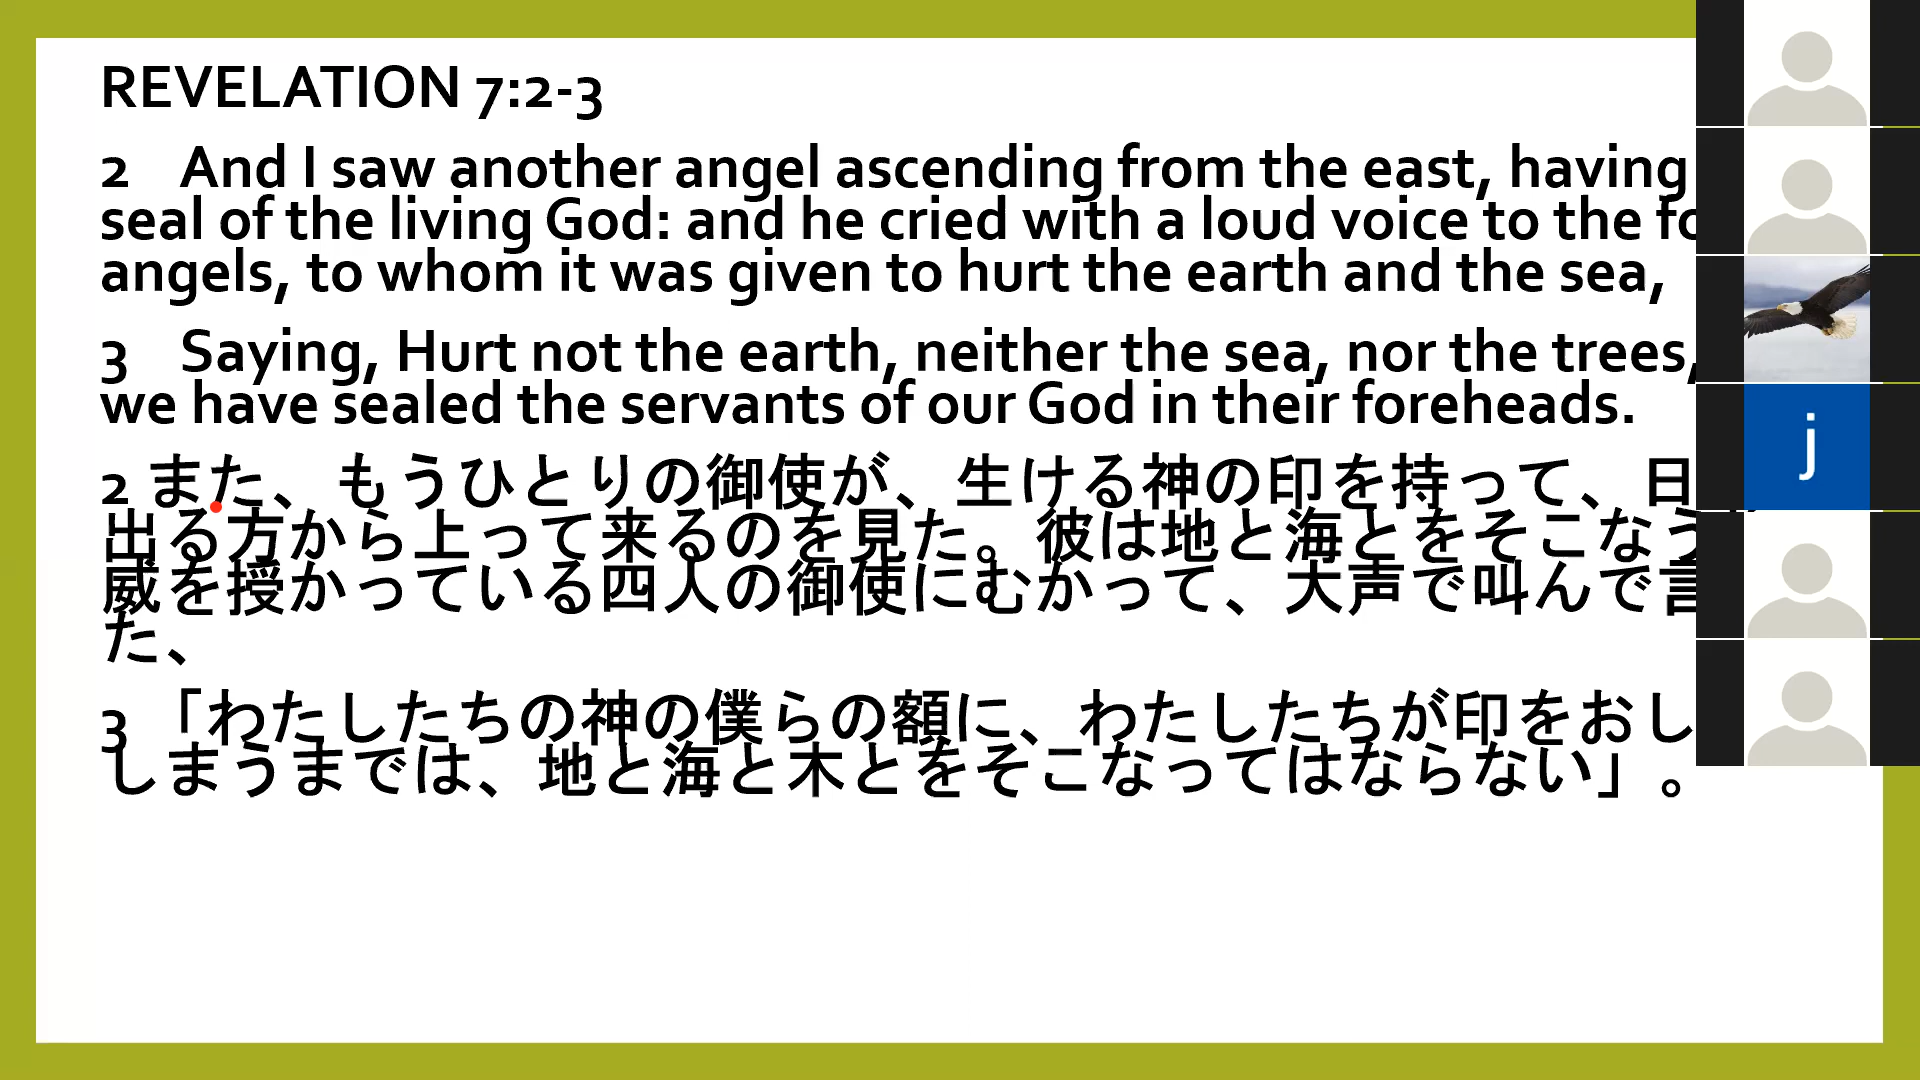 REVELATION 7:2-3
2 And I saw another angel ascending from the east, having
seal of the living God: and he cried with a loud voice to the
angels, to whom it was given to hurt the earth and the sea,
3 Saying, Hurt not the earth, neither the sea, nor the trees,
we have sealed the servants of our God in their foreheads.
2 また、もうひとりの御使が、生ける神の印を持って、日
出る方から上って来るのを見た。彼は地と海とをそこなう
威を授かっている四人の御使にむかって、大声で叫んで言
た、
3 「わたしたちの神の僕らの額に、わたしたちが印をおし
しまうまでは、地と海と木とをそこなってはならない」。
j